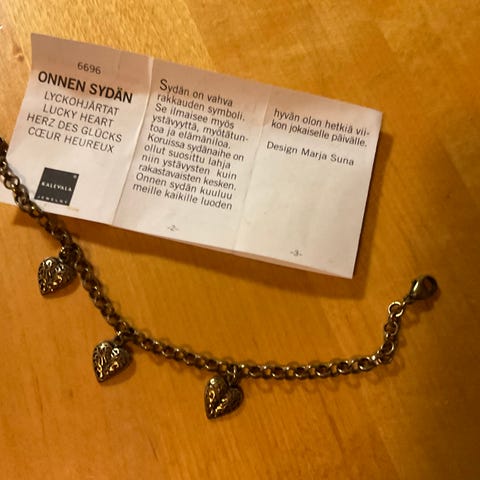 6696
ONNEN SYDÄN
LYCKOHJÄRTAT
LUCKY HEART
HERZ DES GLÜCKS
CŒUR HEUREUX
KALEVALA
JEWELRY
Sydän on vahva
rakkauden symboli.
Se ilmaisee myös
ystävyyttä, myötätun-
toa ja elämäniloa.
Koruissa sydänaihe on
ollut suosittu lahja
niin ystävysten kuin
rakastavaisten kesken.
Onnen sydän kuuluu
meille kaikille luoden
-2-
hyvän olon hetkiä vii-
kon jokaiselle päivälle.
Design Marja Suna
-3-